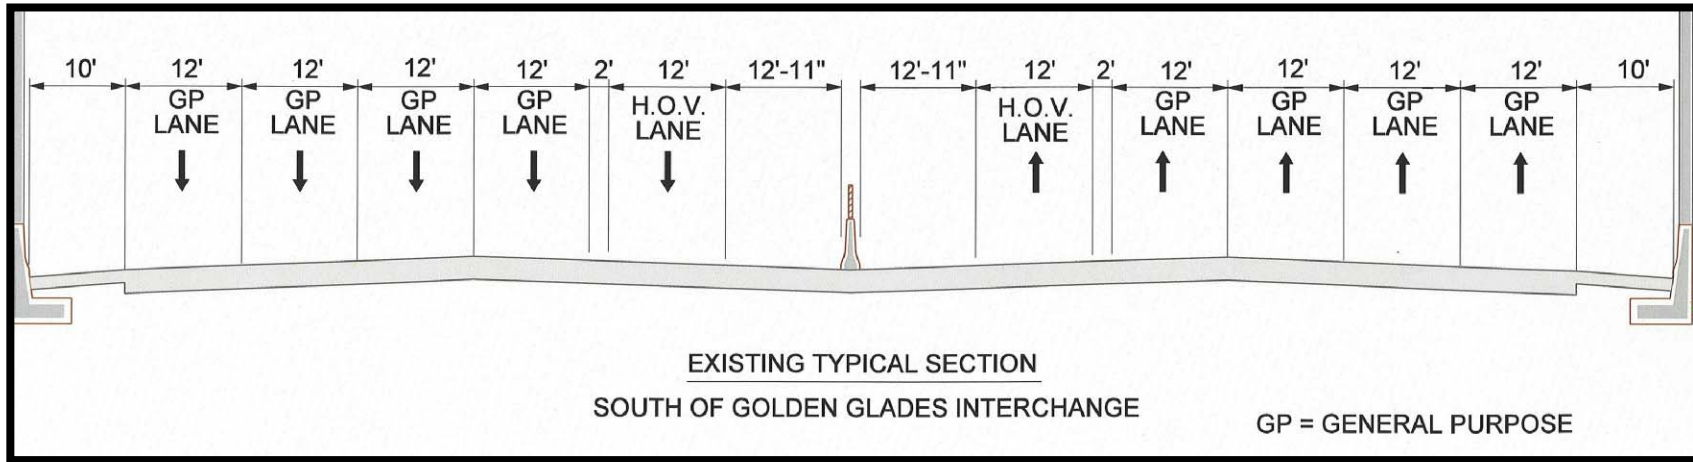 10' 12' 12' 12' 12' 2' 12' 12'-11" 12'-11" 12' 2' 12' 12' 12' 12' 10'
GP GP GP GP H.O.V. H.O.V. GP GP GP GP
LANE LANE LANE LANE LANE LANE LANE LANE LANE LANE
EXISTING TYPICAL SECTION
SOUTH OF GOLDEN GLADES INTERCHANGE
GP = GENERAL PURPOSE